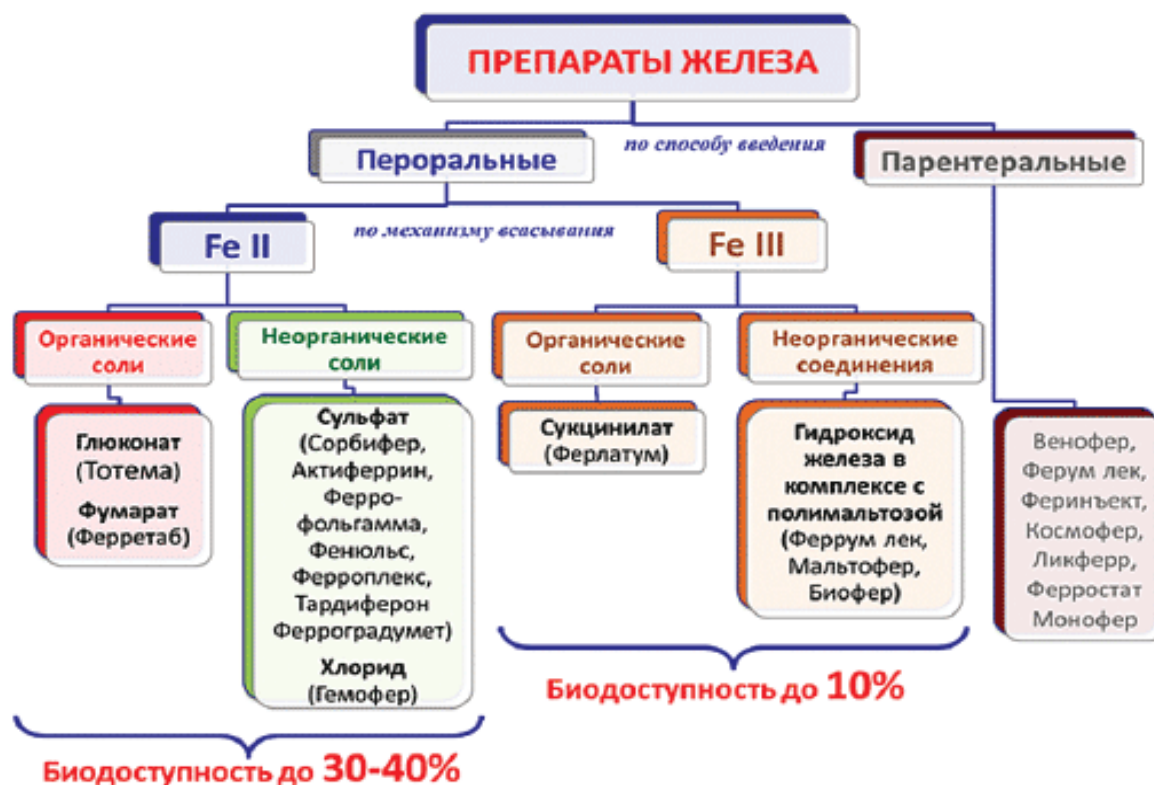 ПРЕПАРАТЫ ЖЕЛЕЗА
по способу введения
Пероральные
Парентеральные
по механизму всасывания
Fe II
Fe III
Органические
соли
Неорганические
соли
Органические
соли
Неорганические
соединения
Глюконат
(Тотема)
Фумарат
(Ферретаб)
Сульфат
(Сорбифер,
Актиферрин,
Ферро-
фольгамма,
Фенюльс,
Ферроплекс,
Тардиферон
Ферроградумет)
Хлорид
(Гемофер)
Сукцинилат
(Ферлатум)
Гидроксид
железа в
комплексе с
полимальтозой
(Феррум лек,
Мальтофер,
Биофер)
Венофер,
Ферум лек,
Феринъект,
Космофер,
Ликферр,
Ферростат
Монофер
Биодоступность до 10%
Биодоступность до 30-40%